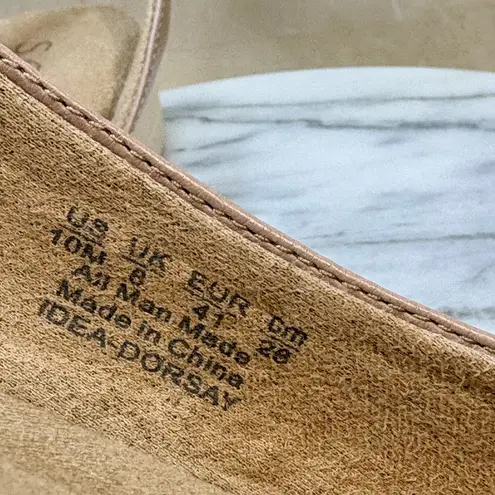 US UK EUR cm
10M 8 41 26
All Man Made
Made in China
IDEA-DORSAY